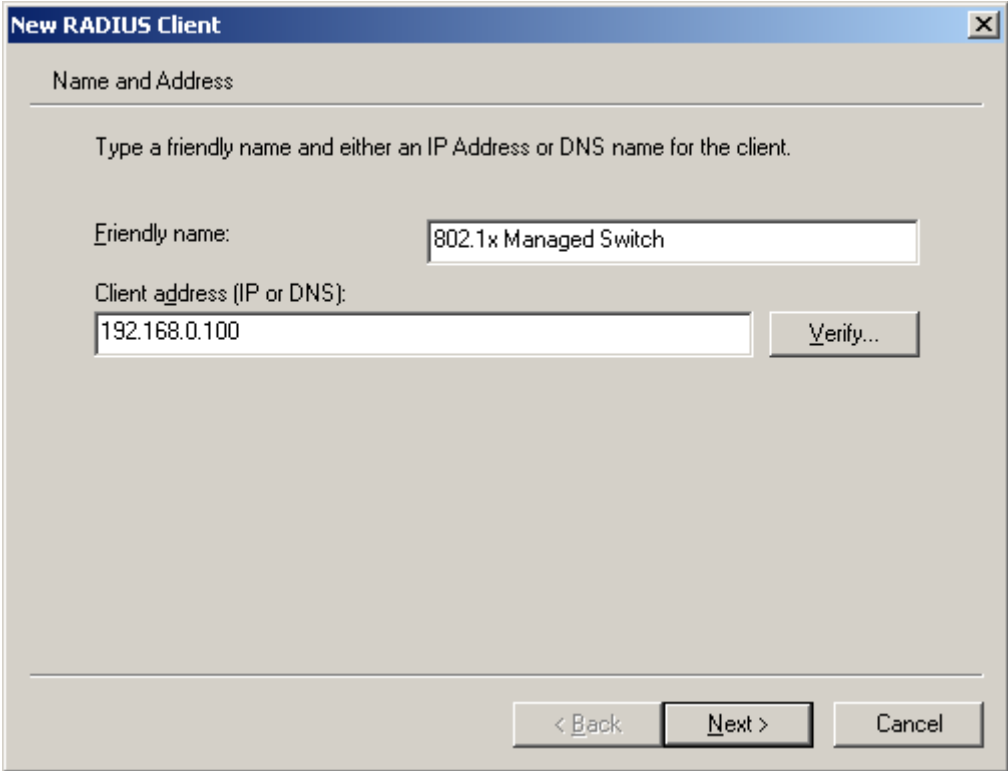 New RADIUS Client
Name and Address
Type a friendly name and either an IP Address or DNS name for the client.
Friendly name:
802.1x Managed Switch
Client address (IP or DNS):
192.168.0.100
Verify...
< Back
Next >
Cancel